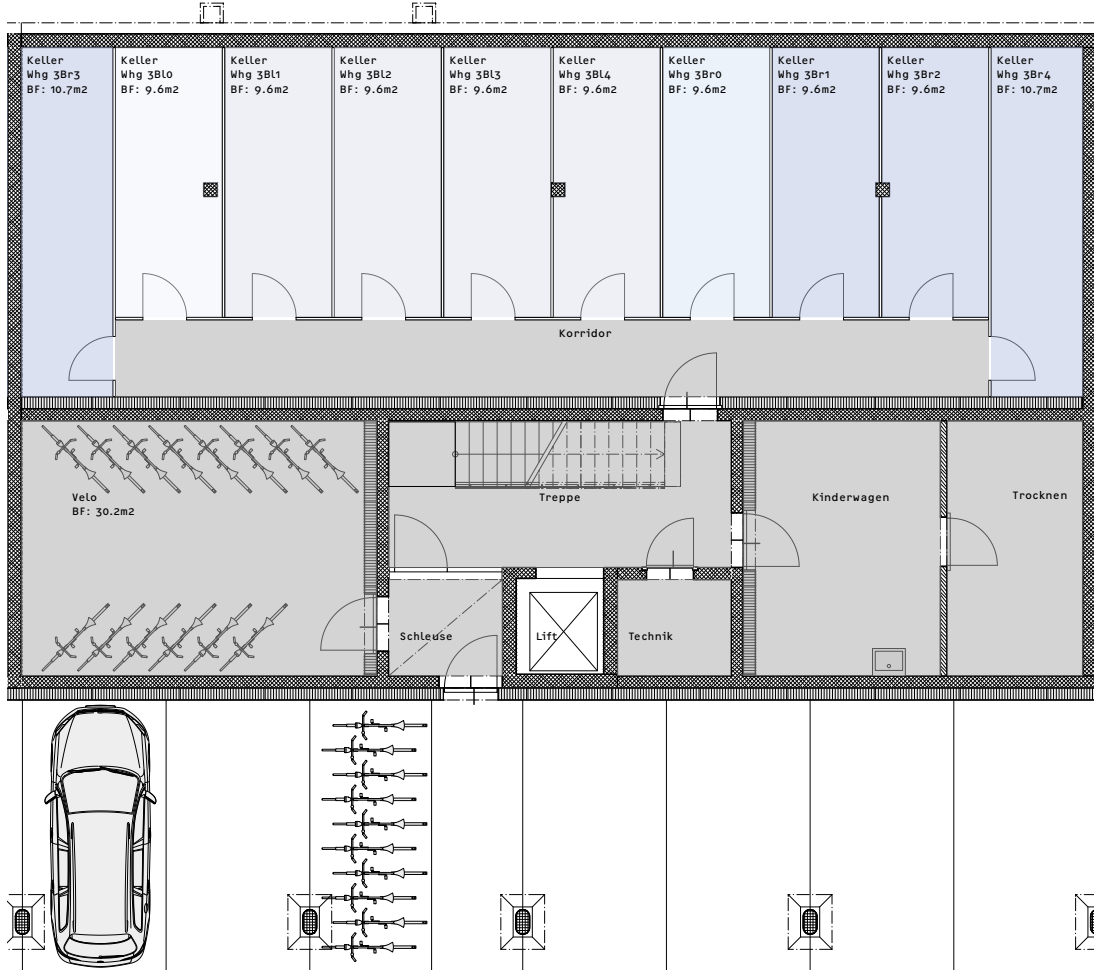 Keller
Whg 3Br3
BF: 10.7m2
Keller
Whg 3Bl0
BF: 9.6m2
Keller
Whg 3Bl1
BF: 9.6m2
Keller
Whg 3Bl2
BF: 9.6m2
Keller
Whg 3Bl3
BF: 9.6m2
Keller
Whg 3Bl4
BF: 9.6m2
Keller
Whg 3Br0
BF: 9.6m2
Keller
Whg 3Br1
BF: 9.6m2
Keller
Whg 3Br2
BF: 9.6m2
Keller
Whg 3Br4
BF: 10.7m2
Korridor
Velo
BF: 30.2m2
Treppe
Kinderwagen
Trocknen
Schleuse
Lift
Technik